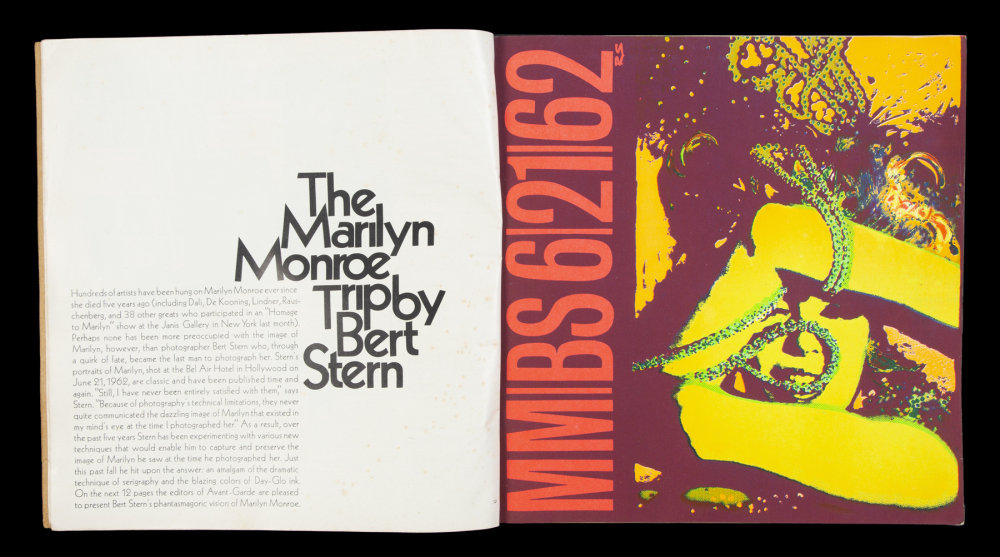 The
Marilyn
Monroe
Trip by
Bert
Stern
Hundreds of artists have been hung on Marilyn Monroe ever since
she died five years ago (including Dali, De Kooning, Lindner, Raus-
chenberg, and 38 other greats who participated in an "Homage
to Marilyn" show at the Janis Gallery in New York last month).
Perhaps none has been more preoccupied with the image of
Marilyn, however, than photographer Bert Stern who, through
a quirk of fate, became the last man to photograph her. Stern's
portraits of Marilyn, shot at the Bel Air Hotel in Hollywood on
June 21, 1962, are classic and have been published time and
again. "Still, I have never been entirely satisfied with them," says
Stern. "Because of photography's technical limitations, they never
quite communicated the dazzling image of Marilyn that existed in
my mind's eye at the time I photographed her." As a result, over
the past five years Stern has been experimenting with various new
techniques that would enable him to capture and preserve the
image of Marilyn he saw at the time he photographed her. Just
this past fall he hit upon the answer: an amalgam of the dramatic
technique of serigraphy and the blazing colors of Day-Glo ink.
On the next 12 pages the editors of Avant-Garde are pleased
to present Bert Stern's phantasmagoric vision of Marilyn Monroe.
MMBS 6|21|62